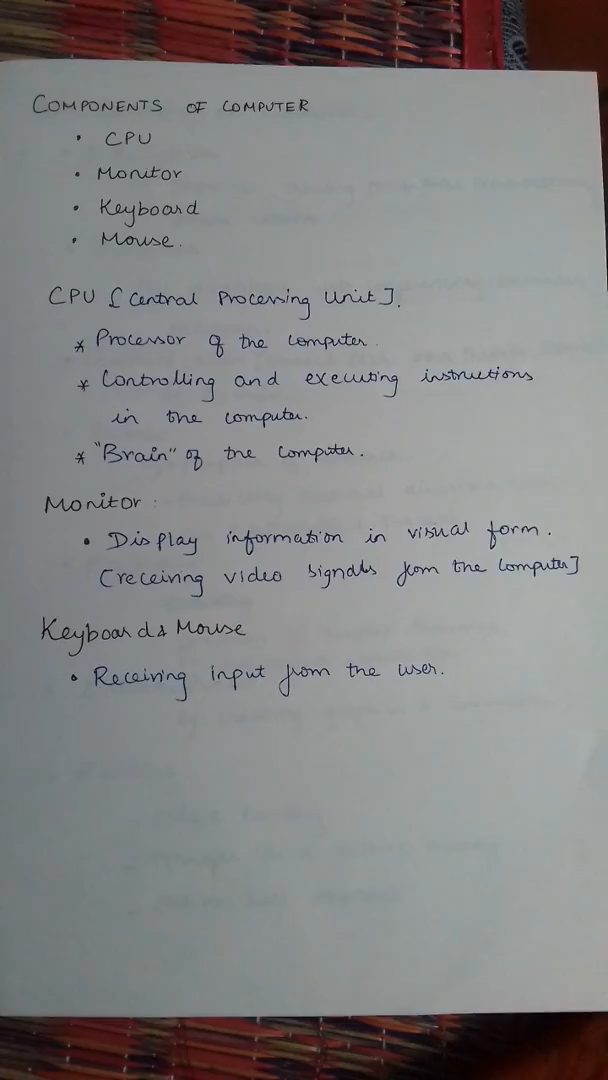 COMPONENTS OF COMPUTER
• CPU
• Monitor
• Keyboard
• Mouse.
CPU [Central Processing Unit].
* Processor of the computer.
* Controlling and executing instructions
in the computer.
* "Brain" of the computer.
Monitor:
• Display information in visual form.
[receiving video signals from the computer]
Keyboard & Mouse
• Receiving input from the user.